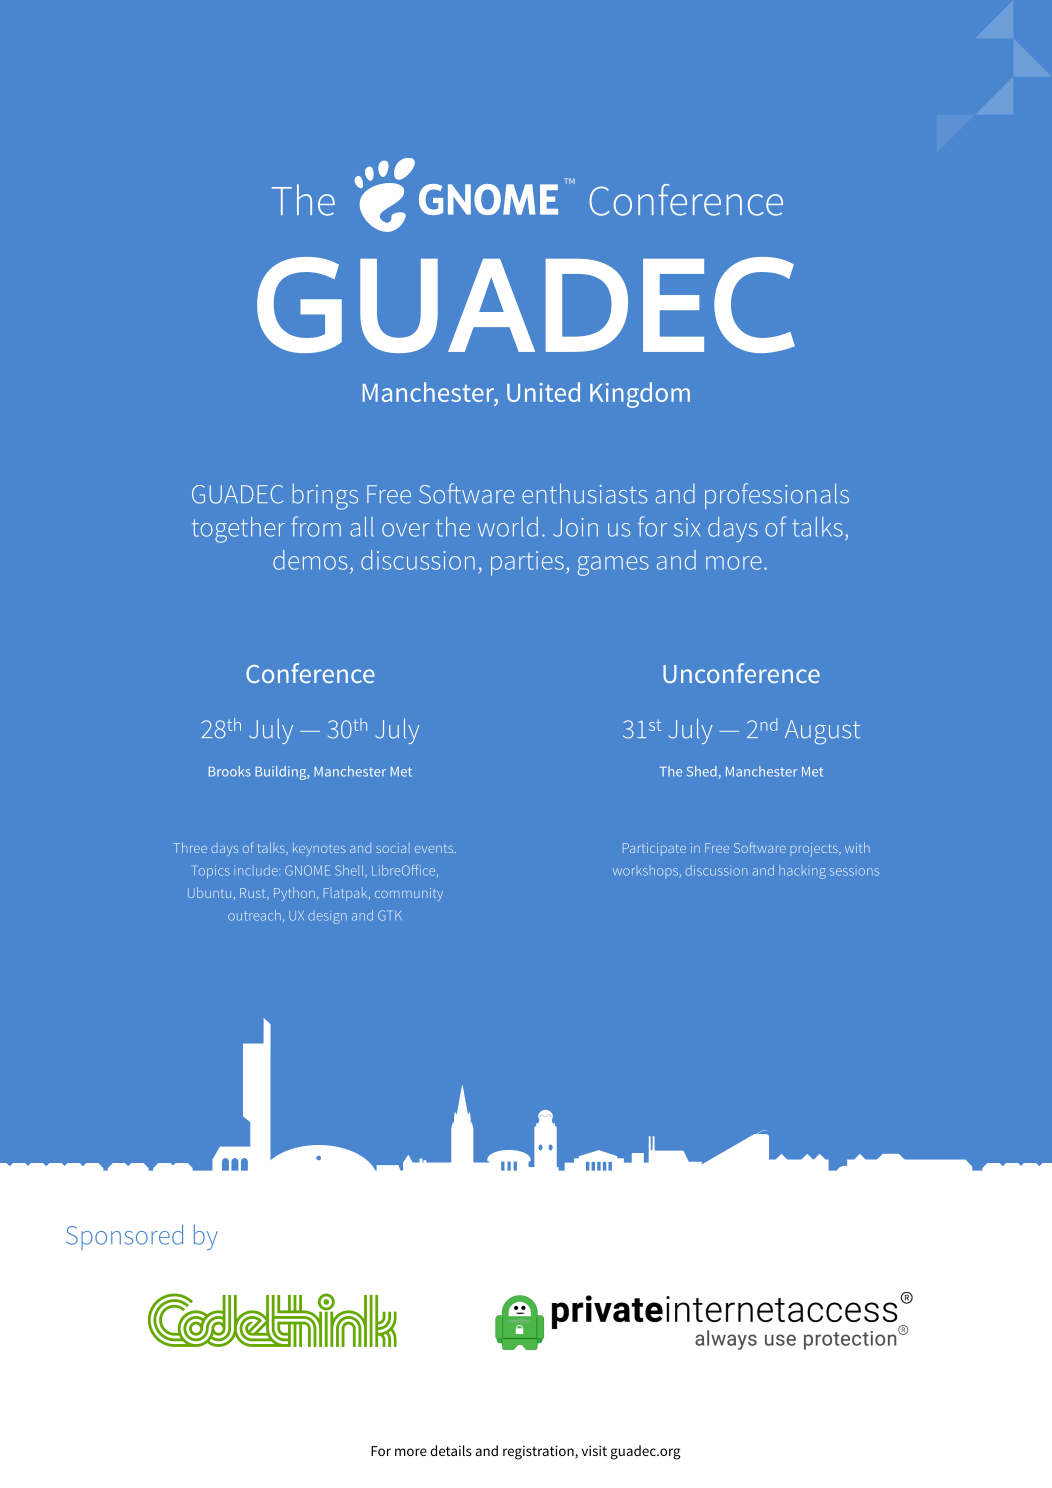 The GNOME™ Conference
GUADEC
Manchester, United Kingdom
GUADEC brings Free Software enthusiasts and professionals
together from all over the world. Join us for six days of talks,
demos, discussion, parties, games and more.
Conference
28th July — 30th July
Brooks Building, Manchester Met
Three days of talks, keynotes and social events.
Topics include: GNOME Shell, LibreOffice,
Ubuntu, Rust, Python, Flatpak, community
outreach, UX design and GTK
Unconference
31st July — 2nd August
The Shed, Manchester Met
Participate in Free Software projects, with
workshops, discussion and hacking sessions
Sponsored by
Codethink
privateinternetaccess®
always use protection®
For more details and registration, visit guadec.org